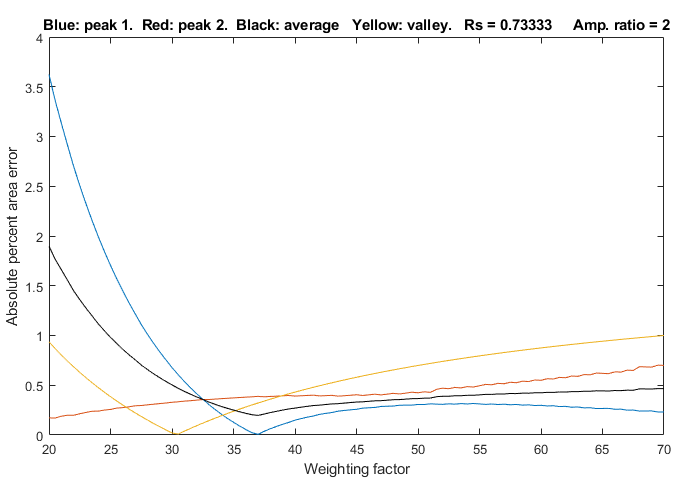 Blue: peak 1.  Red: peak 2.  Black: average   Yellow: valley.   Rs = 0.73333     Amp. ratio = 2
4
3.5
3
2.5
2
1.5
1
0.5
0
Absolute percent area error
20 25 30 35 40 45 50 55 60 65 70
Weighting factor